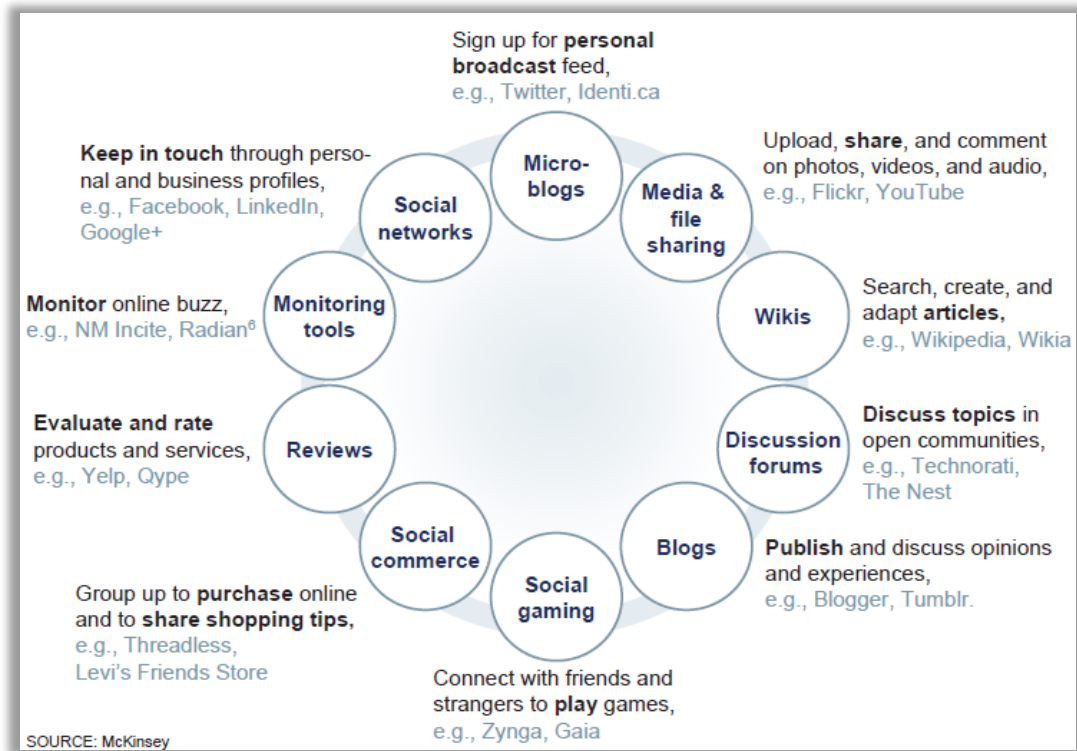 Sign up for personal
broadcast feed,
e.g., Twitter, Identi.ca
Micro-
blogs
Upload, share, and comment
on photos, videos, and audio,
e.g., Flickr, YouTube
Media &
file
sharing
Search, create, and
adapt articles,
e.g., Wikipedia, Wikia
Wikis
Discuss topics in
open communities,
e.g., Technorati,
The Nest
Discussion
forums
Publish and discuss opinions
and experiences,
e.g., Blogger, Tumblr.
Blogs
Social
gaming
Connect with friends and
strangers to play games,
e.g., Zynga, Gaia
Social
commerce
Group up to purchase online
and to share shopping tips,
e.g., Threadless,
Levi's Friends Store
Reviews
Evaluate and rate
products and services,
e.g., Yelp, Qype
Monitoring
tools
Monitor online buzz,
e.g., NM Incite, Radian⁶
Social
networks
Keep in touch through perso-
nal and business profiles,
e.g., Facebook, LinkedIn,
Google+
SOURCE: McKinsey